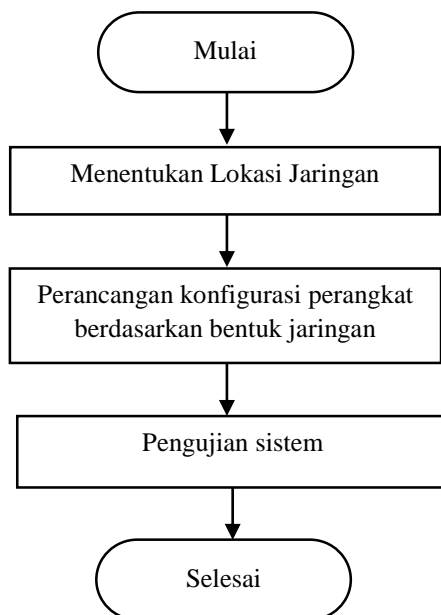 Mulai
Menentukan Lokasi Jaringan
Perancangan konfigurasi perangkat
berdasarkan bentuk jaringan
Pengujian sistem
Selesai